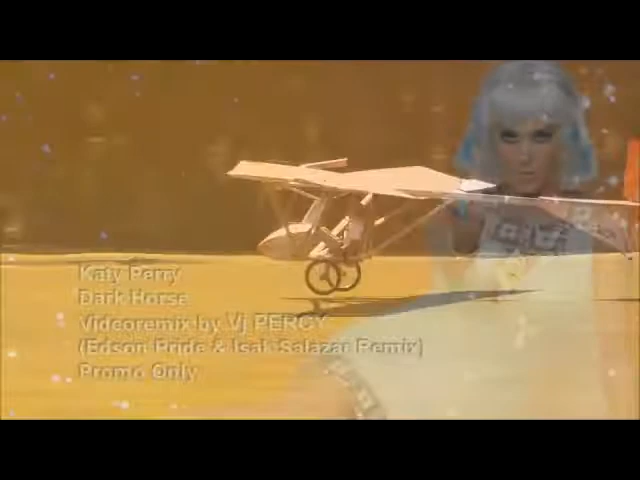 Katy Perry
Dark Horse
Videoremix by Vj PERCY
(Edson Pride & Isak Salazar Remix)
Promo Only